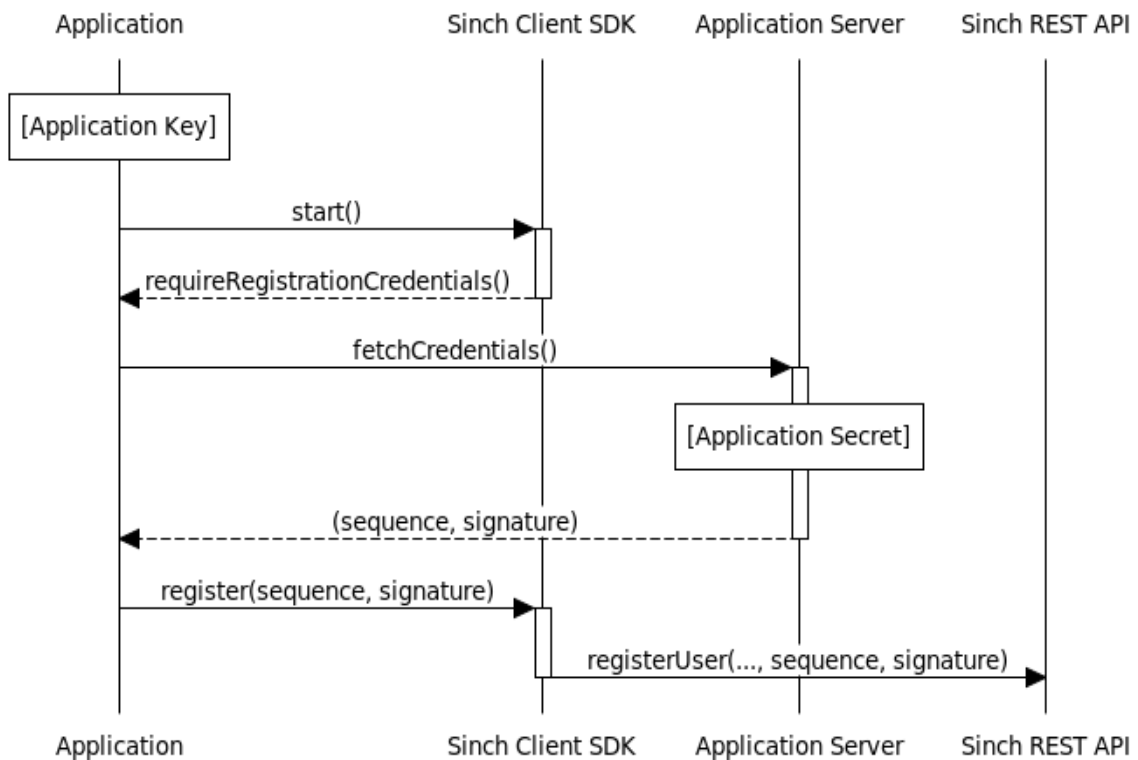 Application
Sinch Client SDK
Application Server
Sinch REST API
[Application Key]
start()
requireRegistrationCredentials()
fetchCredentials()
[Application Secret]
(sequence, signature)
register(sequence, signature)
registerUser(..., sequence, signature)
Application
Sinch Client SDK
Application Server
Sinch REST API